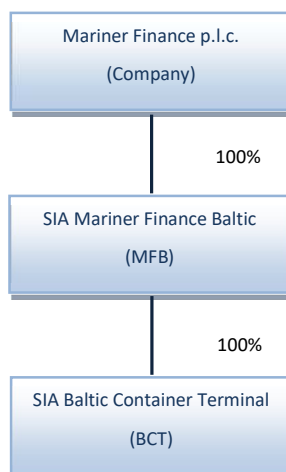 Mariner Finance p.l.c.
(Company)
100%
SIA Mariner Finance Baltic
(MFB)
100%
SIA Baltic Container Terminal
(BCT)